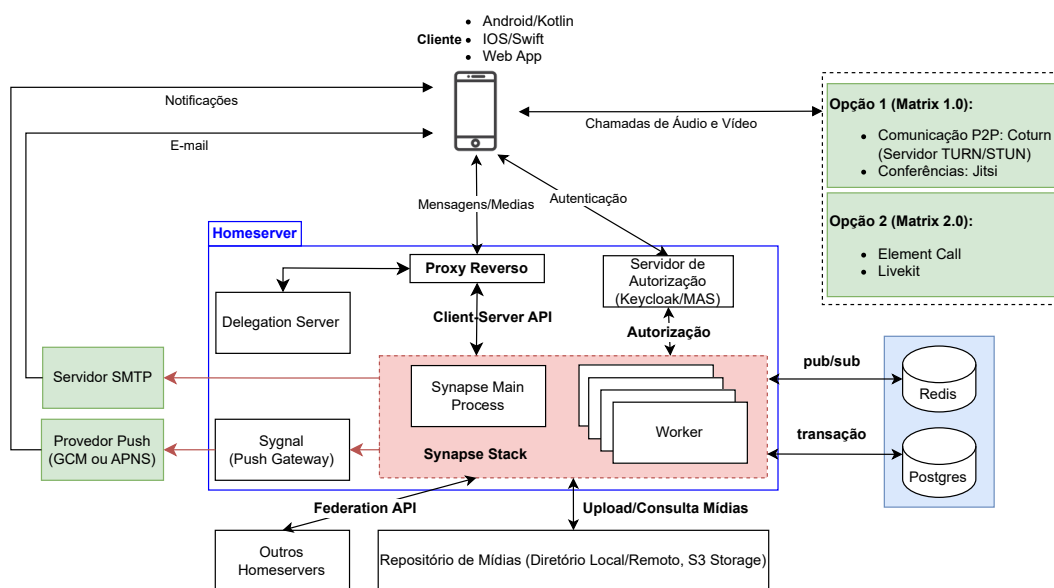 Cliente
Android/Kotlin
IOS/Swift
Web App
Notificações
E-mail
Chamadas de Áudio e Vídeo
Opção 1 (Matrix 1.0):
Comunicação P2P: Coturn
(Servidor TURN/STUN)
Conferências: Jitsi
Opção 2 (Matrix 2.0):
Element Call
Livekit
Mensagens/Medias
Autenticação
Homeserver
Proxy Reverso
Servidor de
Autorização
(Keycloak/MAS)
Delegation Server
Client-Server API
Autorização
Servidor SMTP
Synapse Main
Process
Worker
Synapse Stack
pub/sub
Redis
transação
Postgres
Provedor Push
(GCM ou APNS)
Sygnal
(Push Gateway)
Federation API
Upload/Consulta Mídias
Outros
Homeservers
Repositório de Mídias (Diretório Local/Remoto, S3 Storage)